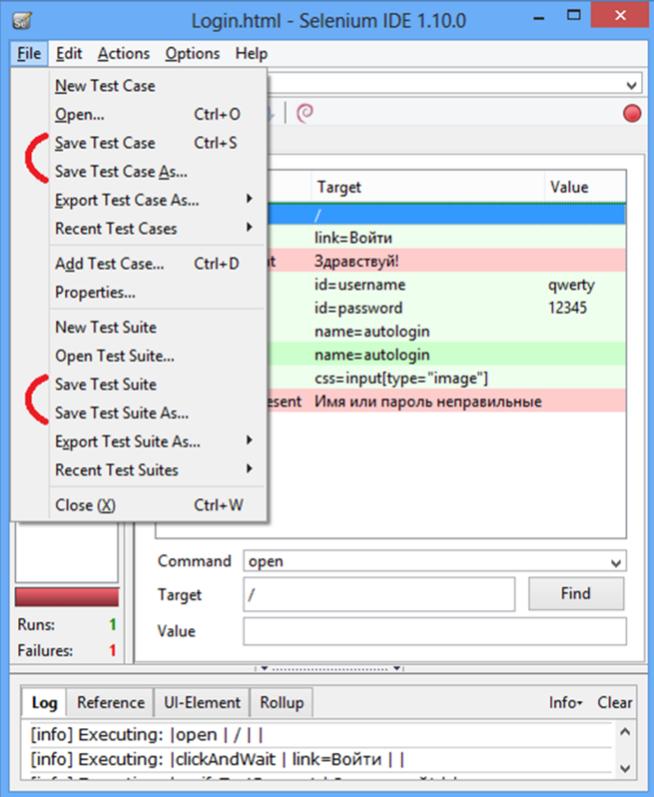 Login.html - Selenium IDE 1.10.0
File Edit Actions Options Help
New Test Case
Open... Ctrl+O
Save Test Case Ctrl+S
Save Test Case As...
Export Test Case As...
Recent Test Cases
Add Test Case... Ctrl+D
Properties...
New Test Suite
Open Test Suite...
Save Test Suite
Save Test Suite As...
Export Test Suite As...
Recent Test Suites
Close (X) Ctrl+W
Target Value
/
link=Войти
Здравствуй!
id=username qwerty
id=password 12345
name=autologin
name=autologin
css=input[type="image"]
esent Имя или пароль неправильные
Command open
Target / Find
Value
Runs: 1
Failures: 1
Log Reference UI-Element Rollup Info Clear
[info] Executing: |open | / | |
[info] Executing: |clickAndWait | link=Войти | |